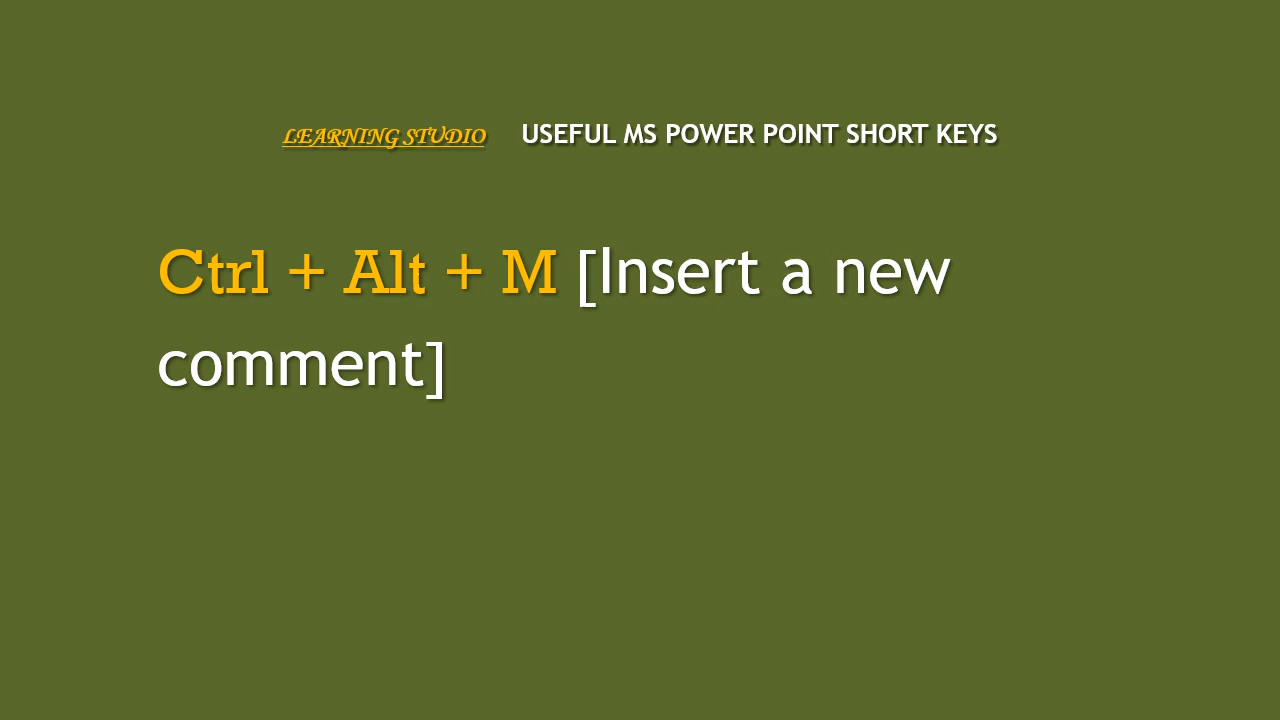 LEARNING STUDIO USEFUL MS POWER POINT SHORT KEYS
Ctrl + Alt + M [Insert a new
comment]